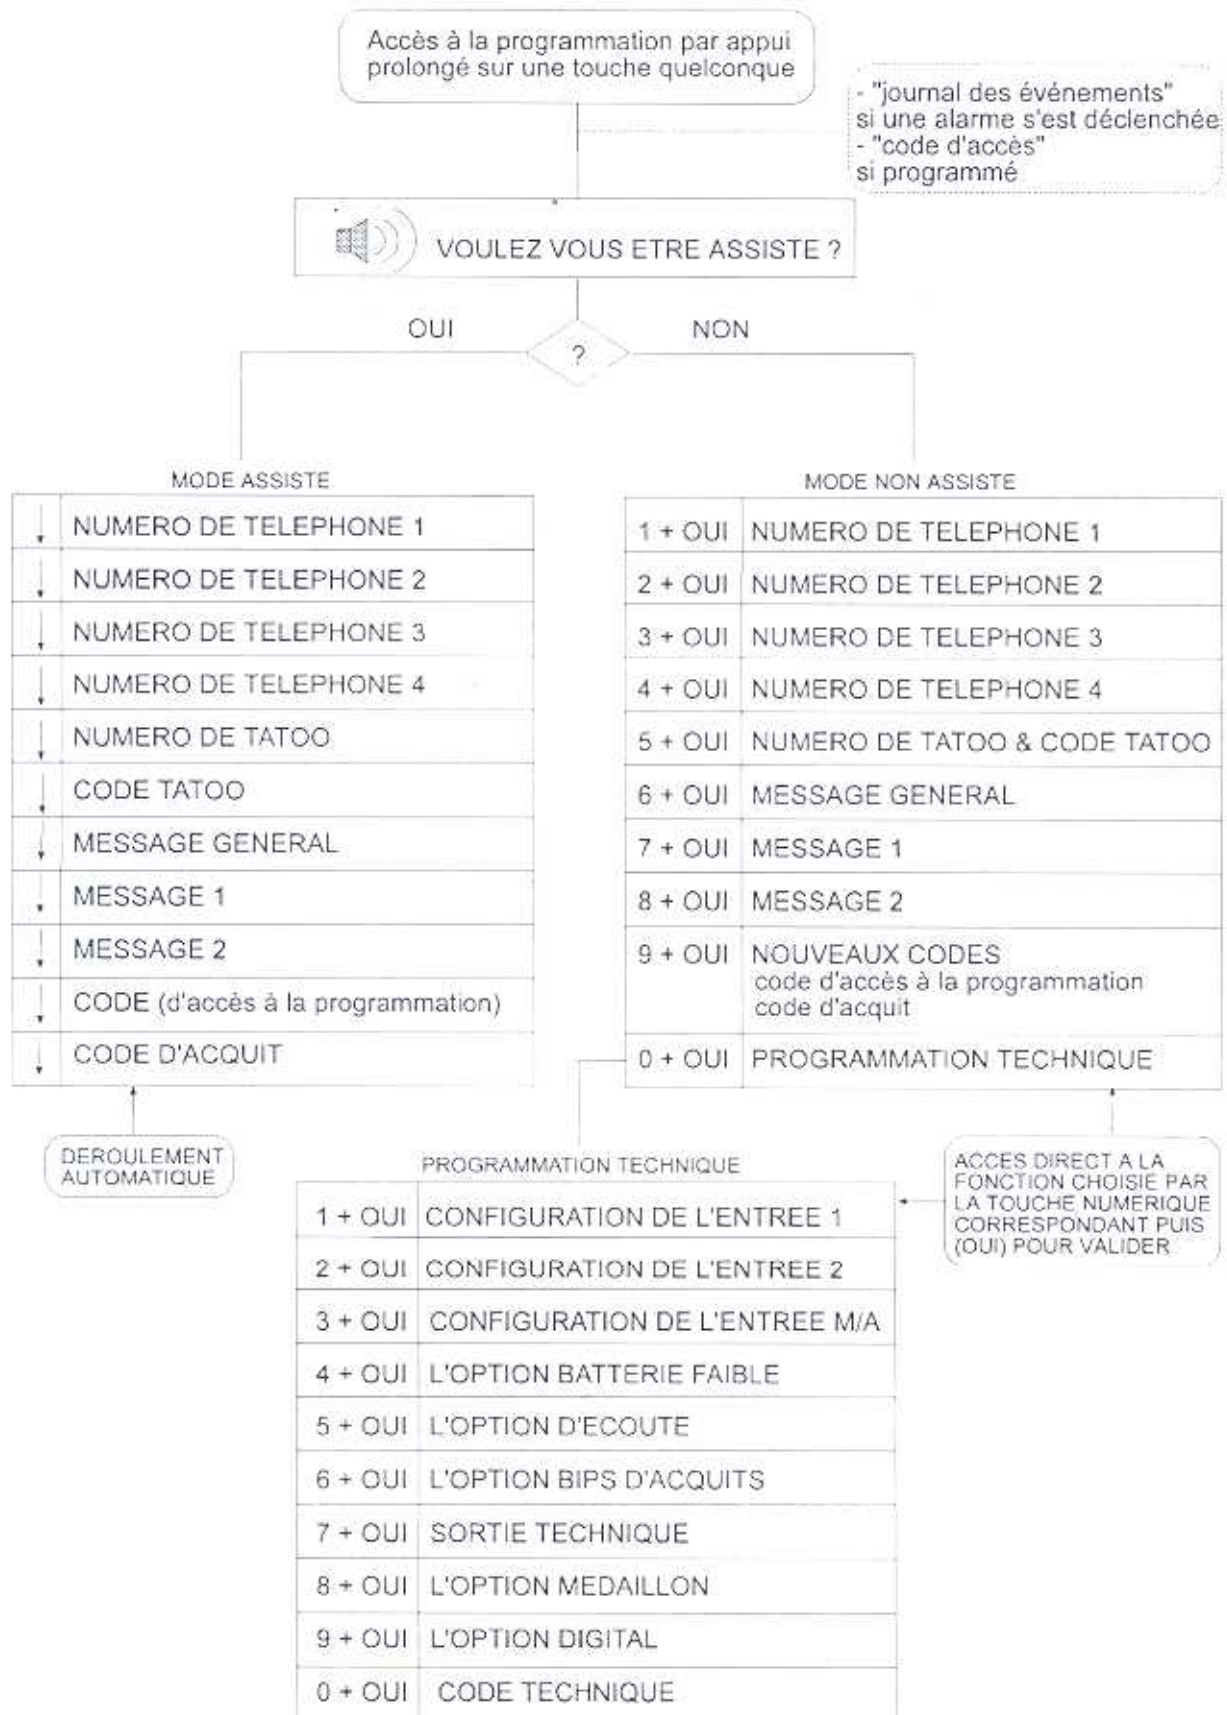 Accès à la programmation par appui
prolongé sur une touche quelconque
- "journal des événements"
si une alarme s'est déclenchée
- "code d'accès"
si programmé
VOULEZ VOUS ETRE ASSISTE ?
OUI
NON
?
MODE ASSISTE
NUMERO DE TELEPHONE 1
NUMERO DE TELEPHONE 2
NUMERO DE TELEPHONE 3
NUMERO DE TELEPHONE 4
NUMERO DE TATOO
CODE TATOO
MESSAGE GENERAL
MESSAGE 1
MESSAGE 2
CODE (d'accès à la programmation)
CODE D'ACQUIT
DEROULEMENT
AUTOMATIQUE
MODE NON ASSISTE
1 + OUI NUMERO DE TELEPHONE 1
2 + OUI NUMERO DE TELEPHONE 2
3 + OUI NUMERO DE TELEPHONE 3
4 + OUI NUMERO DE TELEPHONE 4
5 + OUI NUMERO DE TATOO & CODE TATOO
6 + OUI MESSAGE GENERAL
7 + OUI MESSAGE 1
8 + OUI MESSAGE 2
9 + OUI NOUVEAUX CODES
code d'accès à la programmation
code d'acquit
0 + OUI PROGRAMMATION TECHNIQUE
ACCES DIRECT A LA
FONCTION CHOISIE PAR
LA TOUCHE NUMERIQUE
CORRESPONDANT PUIS
(OUI) POUR VALIDER
PROGRAMMATION TECHNIQUE
1 + OUI CONFIGURATION DE L'ENTREE 1
2 + OUI CONFIGURATION DE L'ENTREE 2
3 + OUI CONFIGURATION DE L'ENTREE M/A
4 + OUI L'OPTION BATTERIE FAIBLE
5 + OUI L'OPTION D'ECOUTE
6 + OUI L'OPTION BIPS D'ACQUITS
7 + OUI SORTIE TECHNIQUE
8 + OUI L'OPTION MEDAILLON
9 + OUI L'OPTION DIGITAL
0 + OUI CODE TECHNIQUE